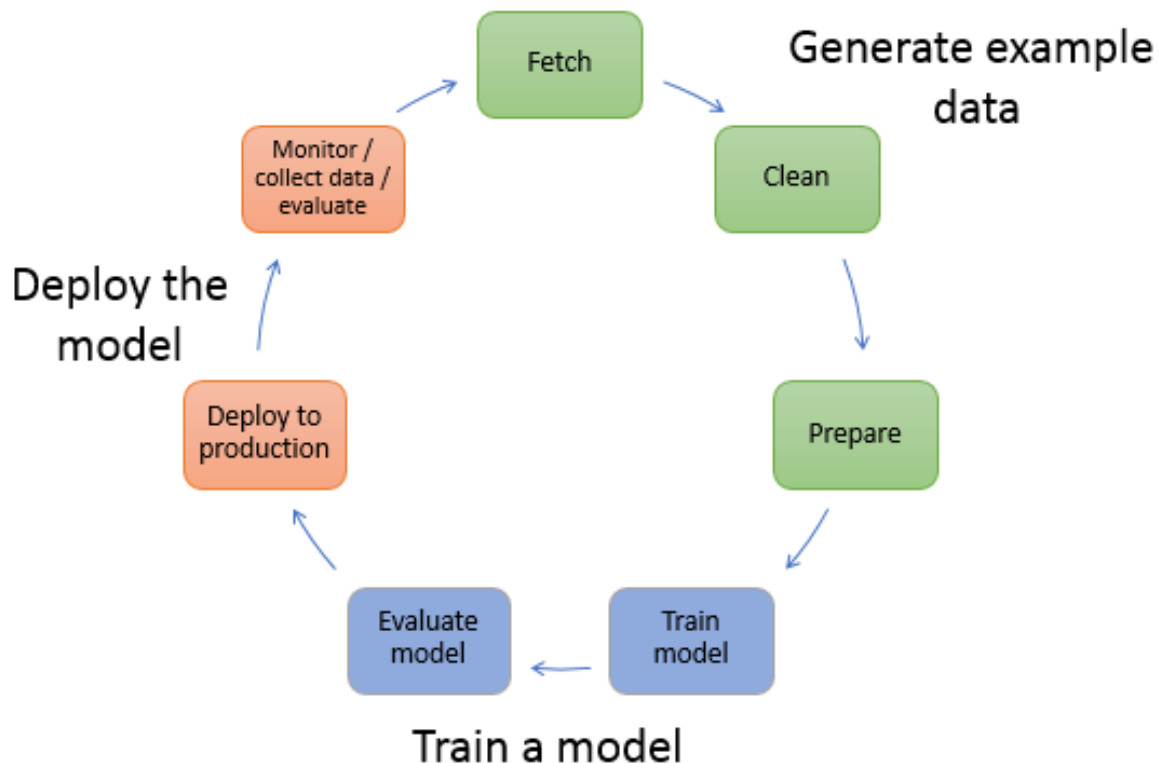 Fetch
Generate example
data
Clean
Prepare
Train
model
Evaluate
model
Train a model
Deploy to
production
Deploy the
model
Monitor /
collect data /
evaluate